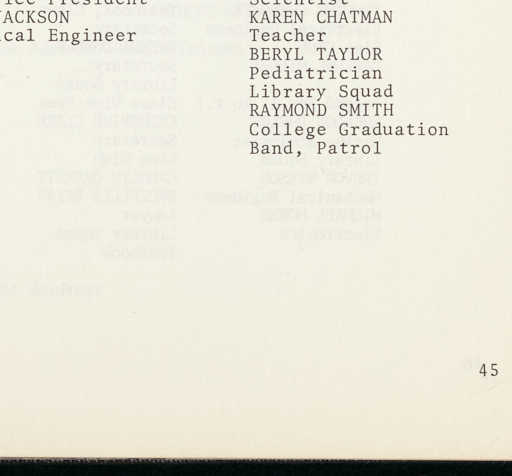 ice President
JACKSON
cal Engineer
Scientist
KAREN CHATMAN
Teacher
BERYL TAYLOR
Pediatrician
Library Squad
RAYMOND SMITH
College Graduation
Band, Patrol
45